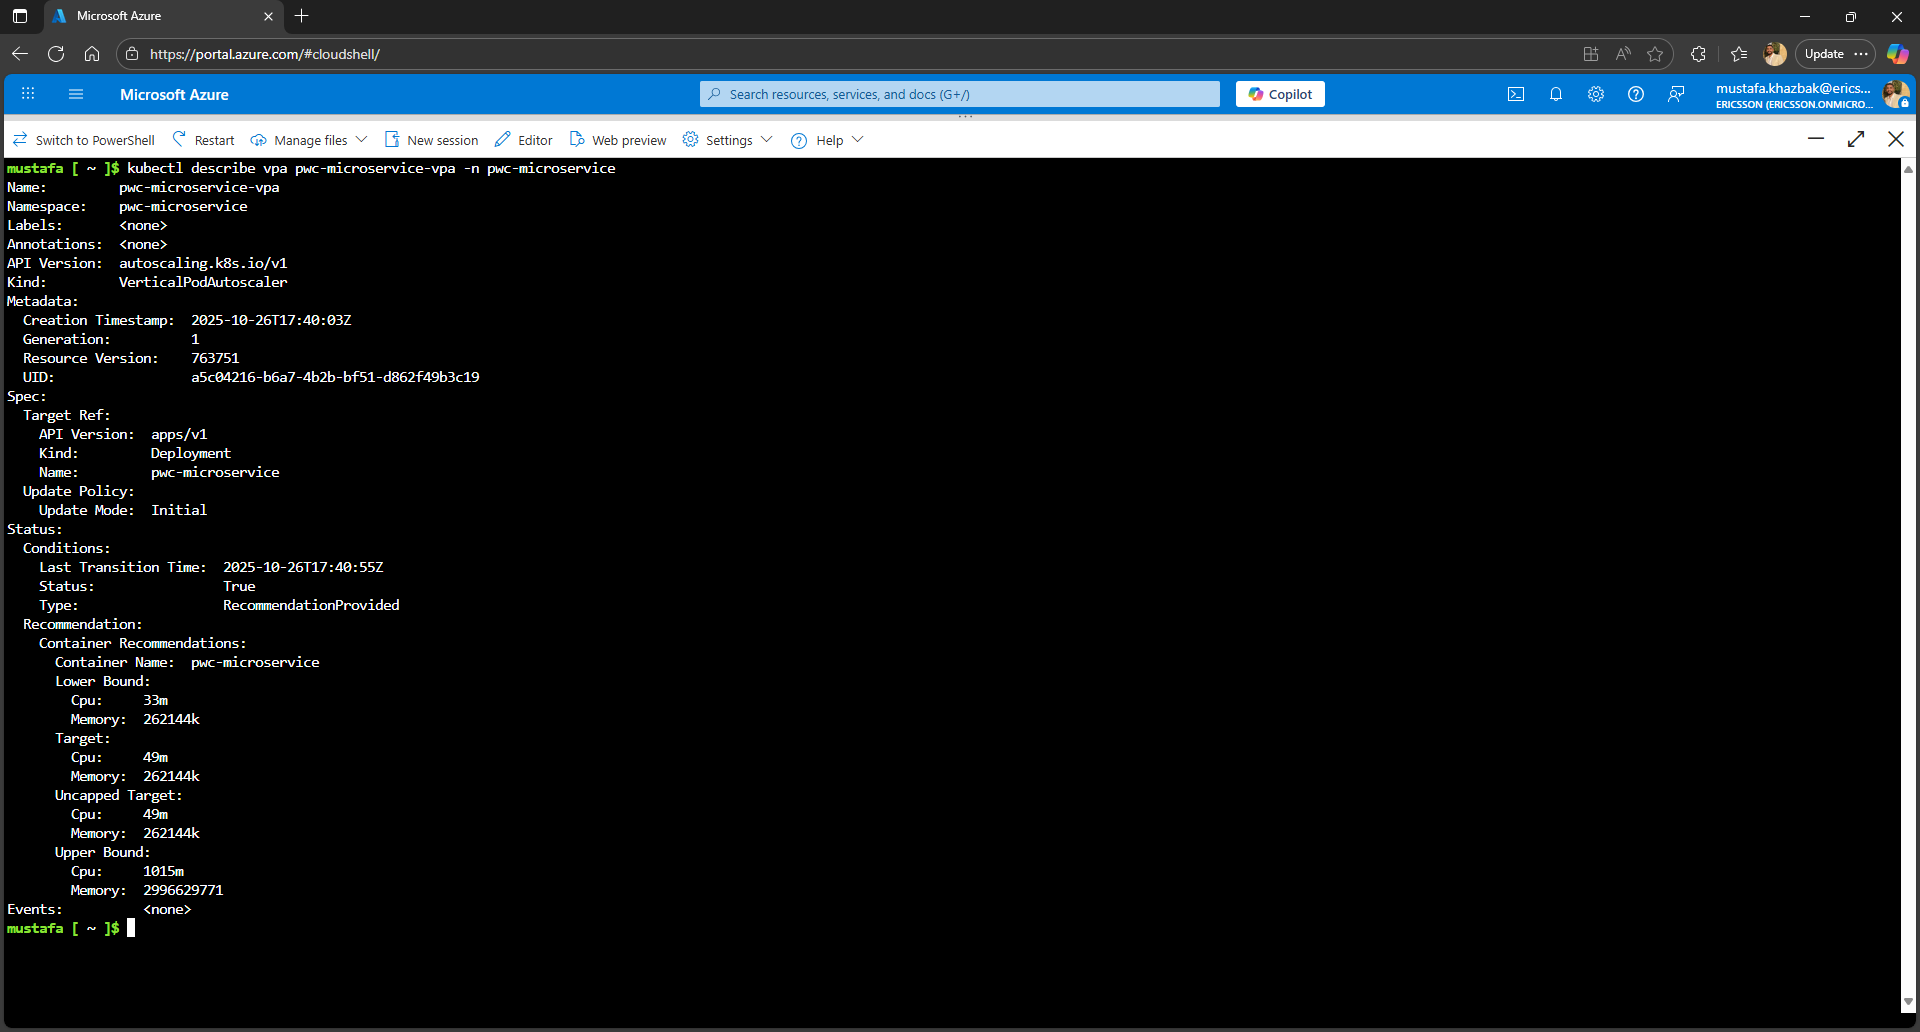 Microsoft Azure
https://portal.azure.com/#cloudshell/
Update
Microsoft Azure
Search resources, services, and docs (G+/)
Copilot
mustafa.khazbak@erics...
ERICSSON (ERICSSON.ONMICRO...
Switch to PowerShell Restart Manage files New session Editor Web preview Settings Help
mustafa [ ~ ]$ kubectl describe vpa pwc-microservice-vpa -n pwc-microservice
Name: pwc-microservice-vpa
Namespace: pwc-microservice
Labels: <none>
Annotations: <none>
API Version: autoscaling.k8s.io/v1
Kind: VerticalPodAutoscaler
Metadata:
Creation Timestamp: 2025-10-26T17:40:03Z
Generation: 1
Resource Version: 763751
UID: a5c04216-b6a7-4b2b-bf51-d862f49b3c19
Spec:
Target Ref:
API Version: apps/v1
Kind: Deployment
Name: pwc-microservice
Update Policy:
Update Mode: Initial
Status:
Conditions:
Last Transition Time: 2025-10-26T17:40:55Z
Status: True
Type: RecommendationProvided
Recommendation:
Container Recommendations:
Container Name: pwc-microservice
Lower Bound:
Cpu: 33m
Memory: 262144k
Target:
Cpu: 49m
Memory: 262144k
Uncapped Target:
Cpu: 49m
Memory: 262144k
Upper Bound:
Cpu: 1015m
Memory: 2996629771
Events: <none>
mustafa [ ~ ]$